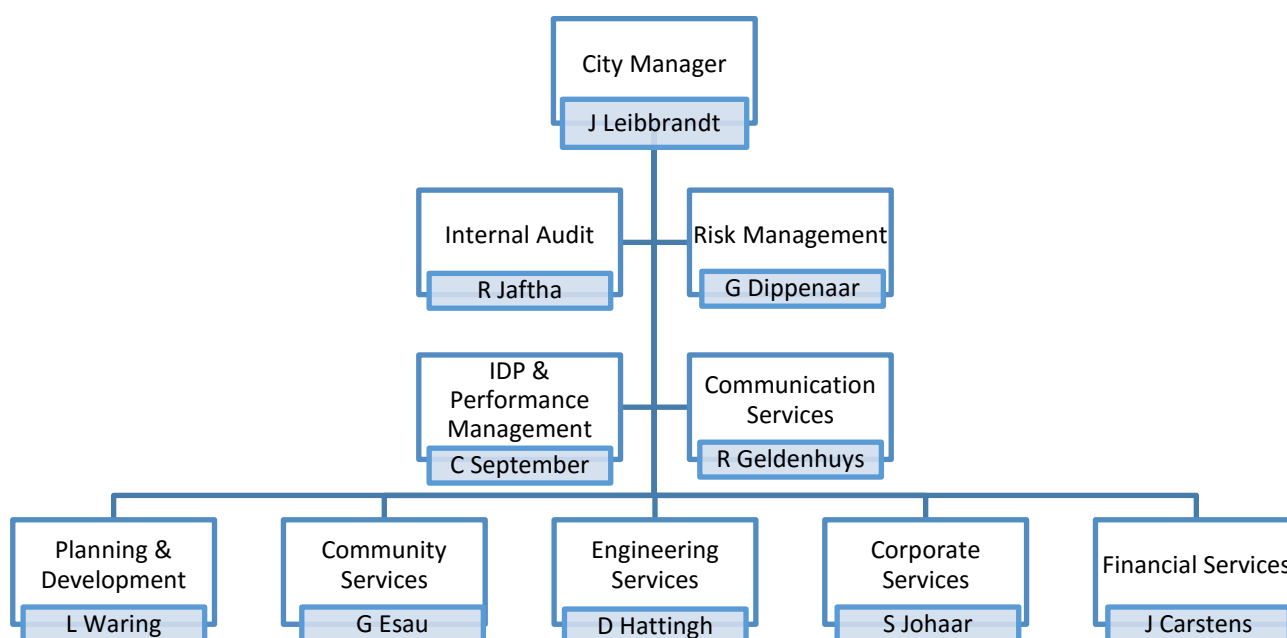 City Manager
J Leibbrandt
Internal Audit
R Jaftha
Risk Management
G Dippenaar
IDP &
Performance
Management
C September
Communication
Services
R Geldenhuys
Planning &
Development
L Waring
Community
Services
G Esau
Engineering
Services
D Hattingh
Corporate
Services
S Johaar
Financial Services
J Carstens